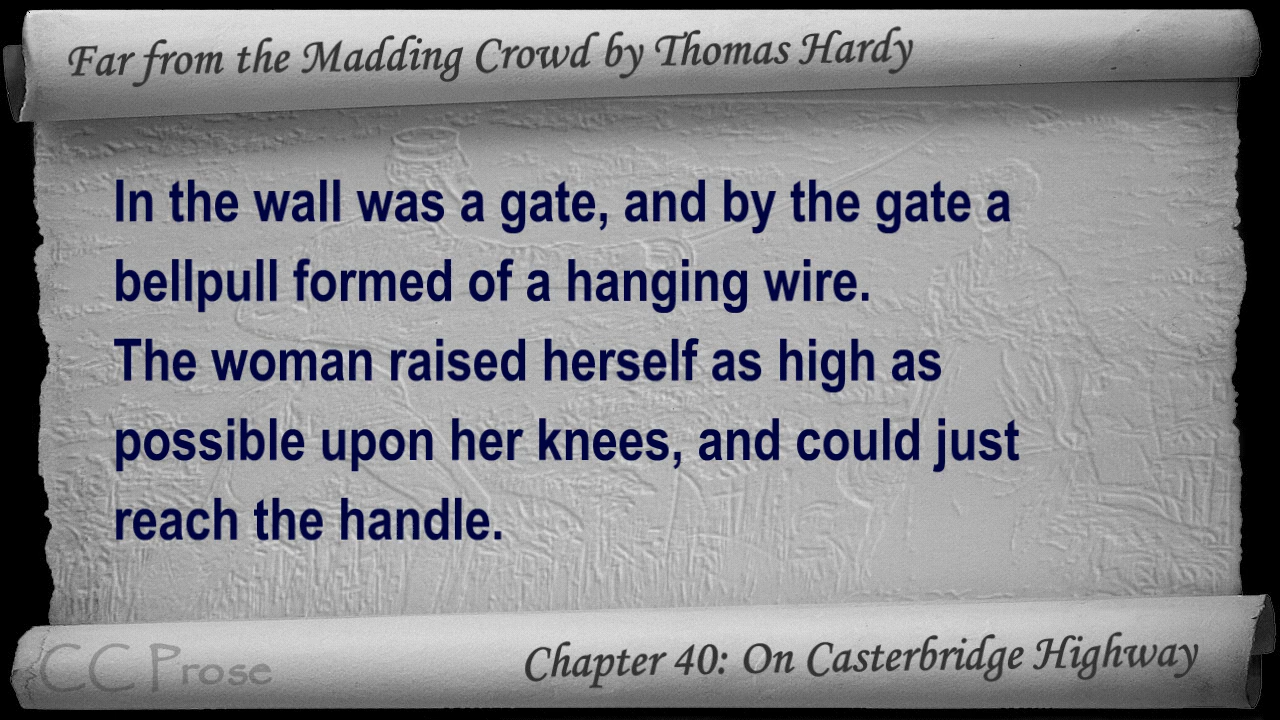 Far from the Madding Crowd by Thomas Hardy
In the wall was a gate, and by the gate a
bellpull formed of a hanging wire.
The woman raised herself as high as
possible upon her knees, and could just
reach the handle.
CC Prose
Chapter 40: On Casterbridge Highway